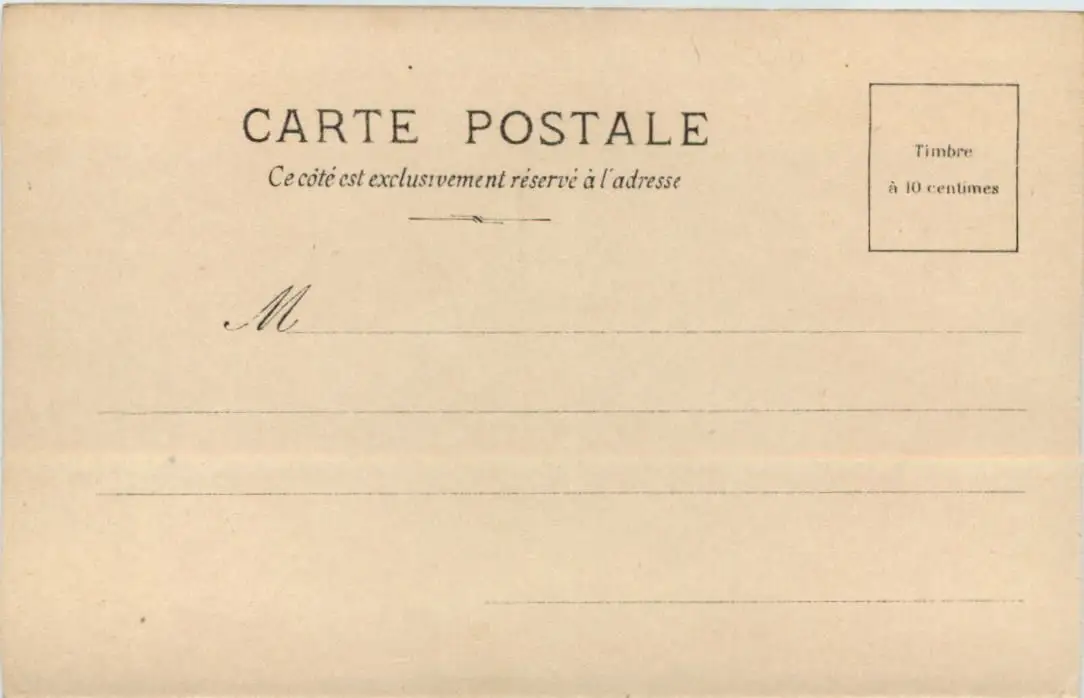 CARTE POSTALE
Ce côté est exclusivement réservé à l'adresse
Timbre
à 10 centimes
M